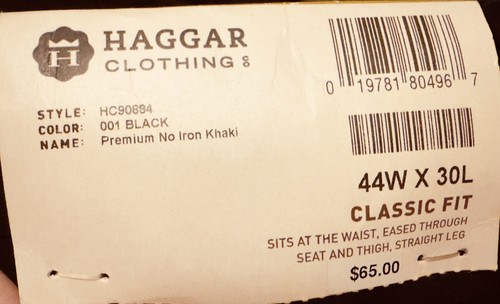 HAGGAR
CLOTHING CO
STYLE: HC90884
COLOR: 001 BLACK
NAME: Premium No Iron Khaki
0 19781 80496 7
44W X 30L
CLASSIC FIT
SITS AT THE WAIST, EASED THROUGH
SEAT AND THIGH, STRAIGHT LEG
$65.00